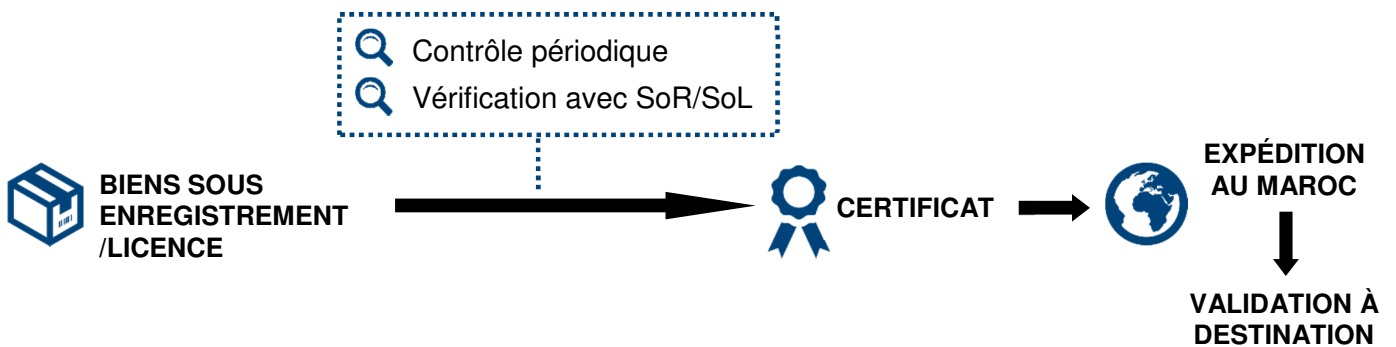 Contrôle périodique
Vérification avec SoR/SoL
BIENS SOUS
ENREGISTREMENT
/LICENCE
CERTIFICAT
EXPÉDITION
AU MAROC
VALIDATION À
DESTINATION